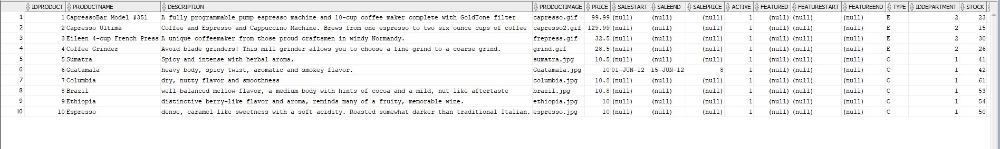 IDPRODUCT PRODUCTNAME DESCRIPTION PRODUCTIMAGE PRICE SALESTART SALEEND SALEPRICE ACTIVE FEATURED FEATURESTART FEATUREEND TYPE IDDEPARTMENT STOCK
1 1 CapressoBar Model #351 A fully programmable pump espresso machine and 10-cup coffee maker complete with GoldTone filter capresso.gif 99.99 (null) (null) (null) 1 (null) (null) (null) E 2 23
2 2 Capresso Ultima Coffee and Espresso and Cappuccino Machine. Brews from one espresso to two six ounce cups of coffee capresso2.gif 129.99 (null) (null) (null) 1 (null) (null) (null) E 2 15
3 3 Eileen 4-cup French Press A unique coffeemaker from those proud craftsmen in windy Normandy. frepress.gif 32.5 (null) (null) (null) 1 (null) (null) (null) E 2 30
4 4 Coffee Grinder Avoid blade grinders! This mill grinder allows you to choose a fine grind to a coarse grind. grind.gif 28.5 (null) (null) (null) 1 (null) (null) (null) E 2 26
5 5 Sumatra Spicy and intense with herbal aroma. sumatra.jpg 10.5 (null) (null) (null) 1 (null) (null) (null) C 1 41
6 6 Guatamala heavy body, spicy twist, aromatic and smokey flavor. Guatamala.jpg 10 01-JUN-12 15-JUN-12 8 1 (null) (null) (null) C 1 42
7 7 Columbia dry, nutty flavor and smoothness columbia.jpg 10.8 (null) (null) (null) 1 (null) (null) (null) C 1 61
8 8 Brazil well-balanced mellow flavor, a medium body with hints of cocoa and a mild, nut-like aftertaste brazil.jpg 10.8 (null) (null) (null) 1 (null) (null) (null) C 1 53
9 9 Ethiopia distinctive berry-like flavor and aroma, reminds many of a fruity, memorable wine. ethiopia.jpg 10 (null) (null) (null) 1 (null) (null) (null) C 1 54
10 10 Espresso dense, caramel-like sweetness with a soft acidity. Roasted somewhat darker than traditional Italian. espresso.jpg 10 (null) (null) (null) 1 (null) (null) (null) C 1 50